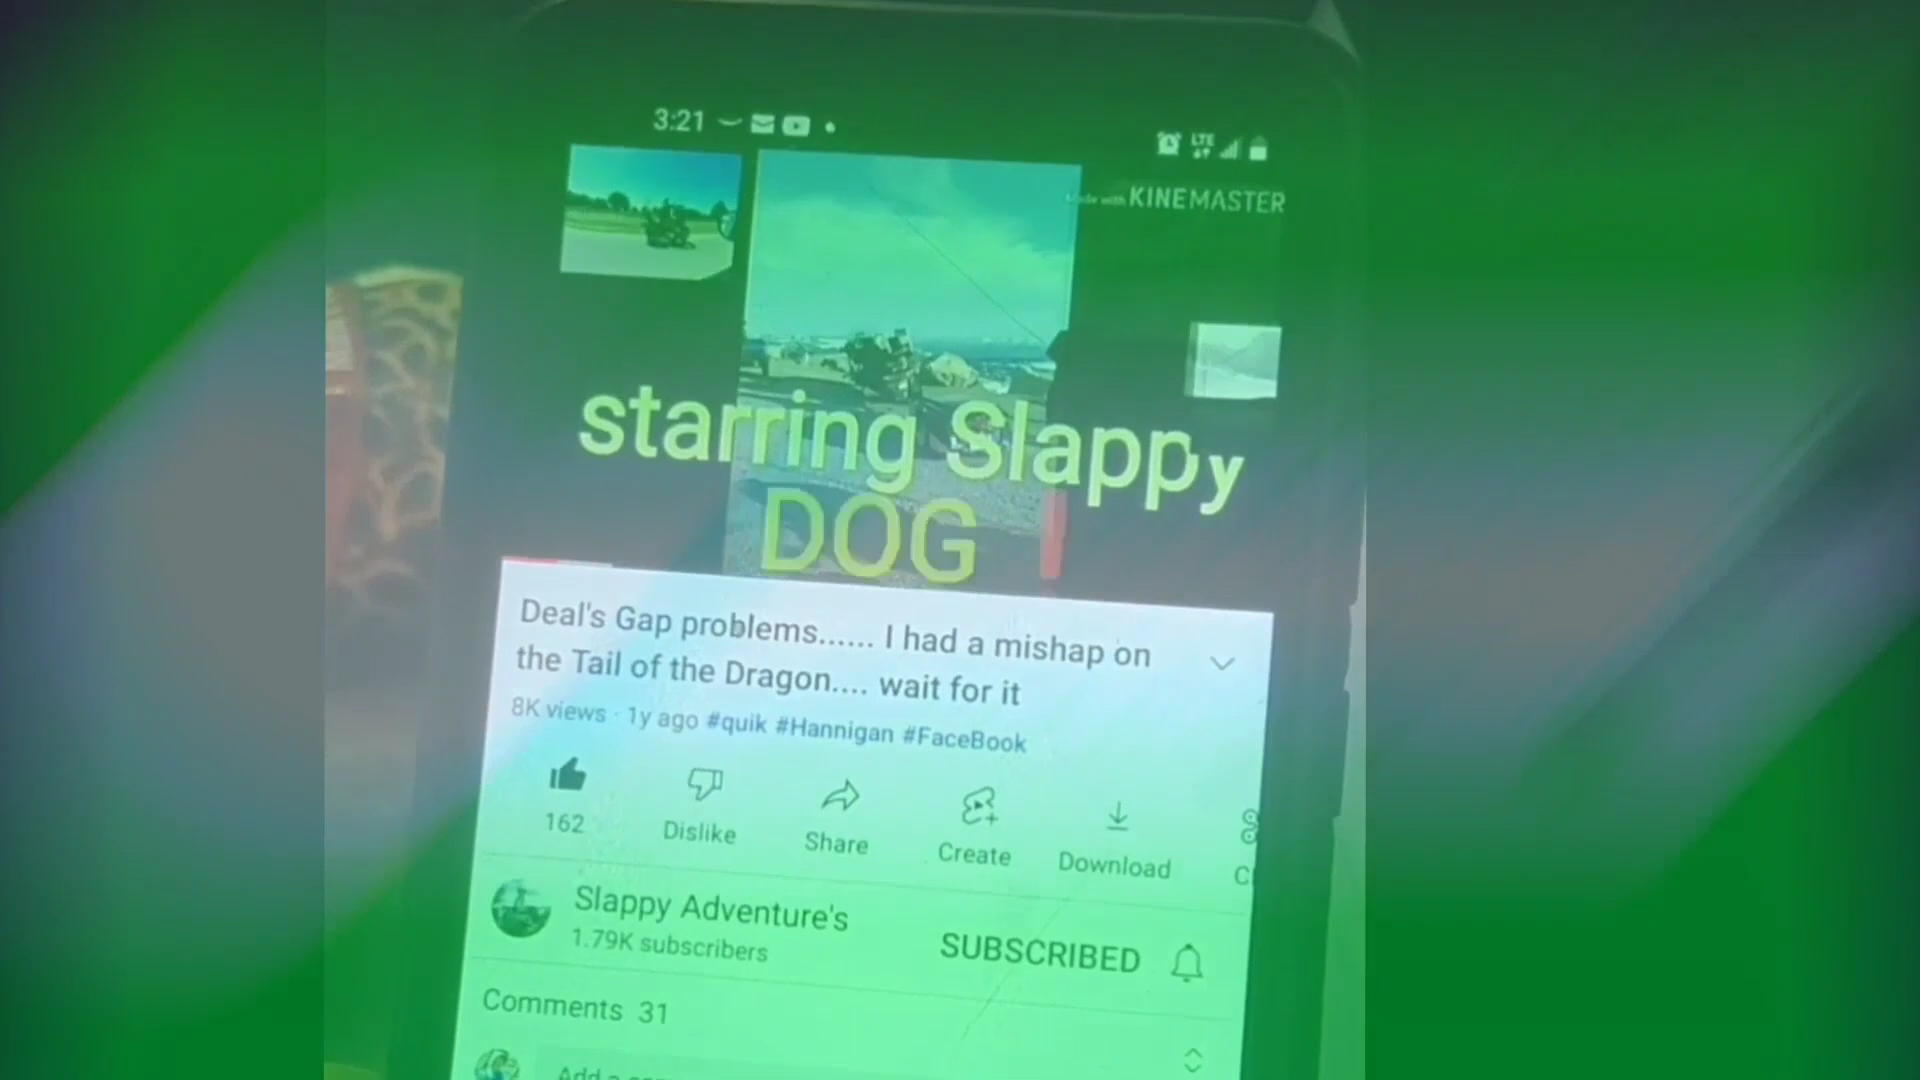 3:21
LTE
Made with KINEMASTER
starring Slappy
DOG
Deal's Gap problems...... I had a mishap on
the Tail of the Dragon.... wait for it
8K views · 1y ago #quik #Hannigan #FaceBook
162
Dislike
Share
Create
Download
Slappy Adventure's
1.79K subscribers
SUBSCRIBED
Comments 31
Add a